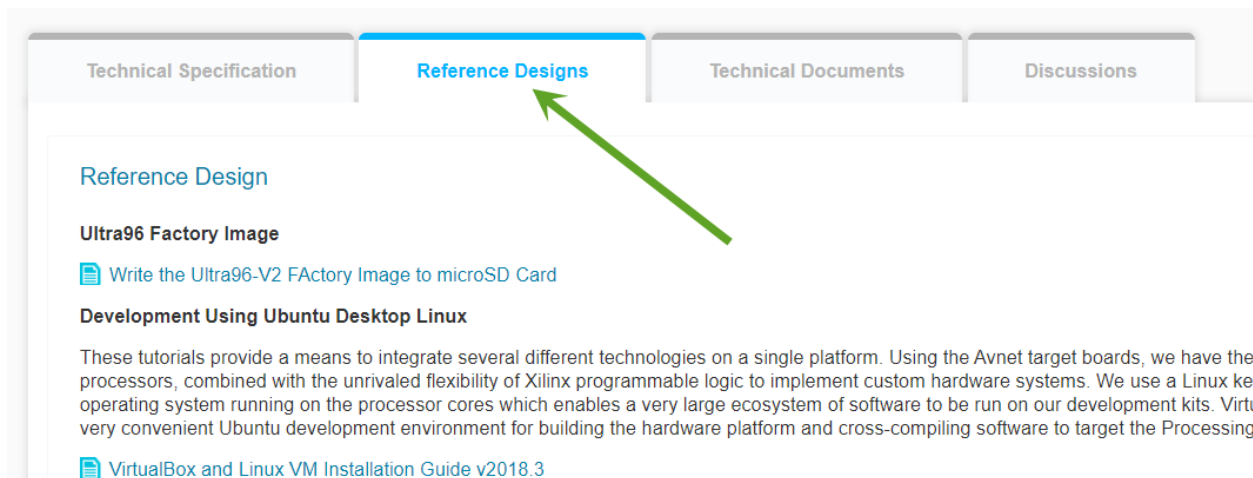 Technical Specification
Reference Designs
Technical Documents
Discussions
Reference Design
Ultra96 Factory Image
Write the Ultra96-V2 FActory Image to microSD Card
Development Using Ubuntu Desktop Linux
These tutorials provide a means to integrate several different technologies on a single platform. Using the Avnet target boards, we have the
processors, combined with the unrivaled flexibility of Xilinx programmable logic to implement custom hardware systems. We use a Linux ke
operating system running on the processor cores which enables a very large ecosystem of software to be run on our development kits. Virtu
very convenient Ubuntu development environment for building the hardware platform and cross-compiling software to target the Processing
VirtualBox and Linux VM Installation Guide v2018.3